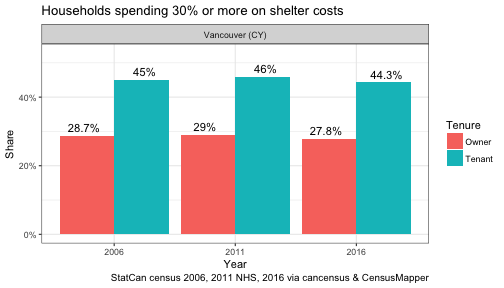 Households spending 30% or more on shelter costs
Vancouver (CY)
45%
46%
44.3%
28.7%
29%
27.8%
40%
20%
0%
Share
2006
2011
2016
Year
Tenure
Owner
Tenant
StatCan census 2006, 2011 NHS, 2016 via cancensus & CensusMapper